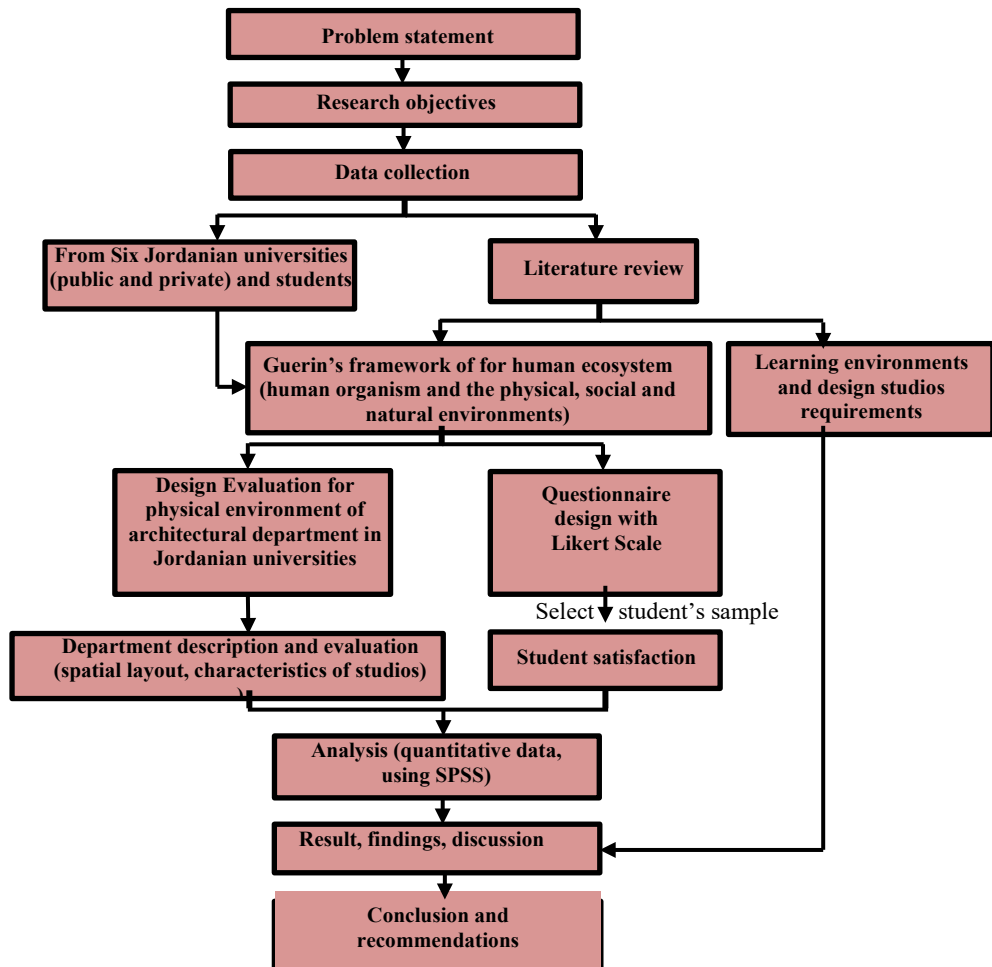 Problem statement
Research objectives
Data collection
From Six Jordanian universities
(public and private) and students
Literature review
Guerin’s framework of for human ecosystem
(human organism and the physical, social and
natural environments)
Learning environments
and design studios
requirements
Design Evaluation for
physical environment of
architectural department in
Jordanian universities
Questionnaire
design with
Likert Scale
Select student’s sample
Department description and evaluation
(spatial layout, characteristics of studios)
)
Student satisfaction
Analysis (quantitative data,
using SPSS)
Result, findings, discussion
Conclusion and
recommendations